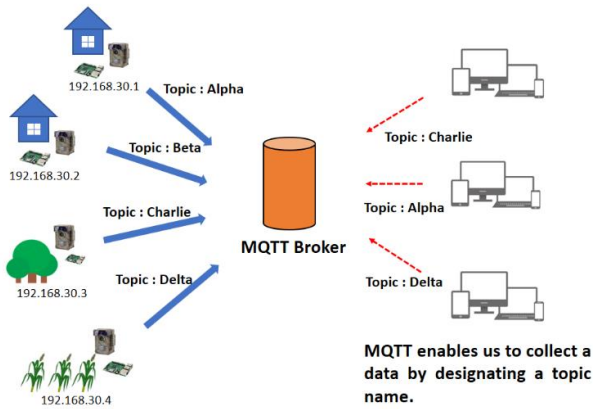 192.168.30.1
Topic : Alpha
Topic : Beta
192.168.30.2
Topic : Charlie
192.168.30.3
Topic : Delta
192.168.30.4
MQTT Broker
Topic : Charlie
Topic : Alpha
Topic : Delta
MQTT enables us to collect a
data by designating a topic
name.